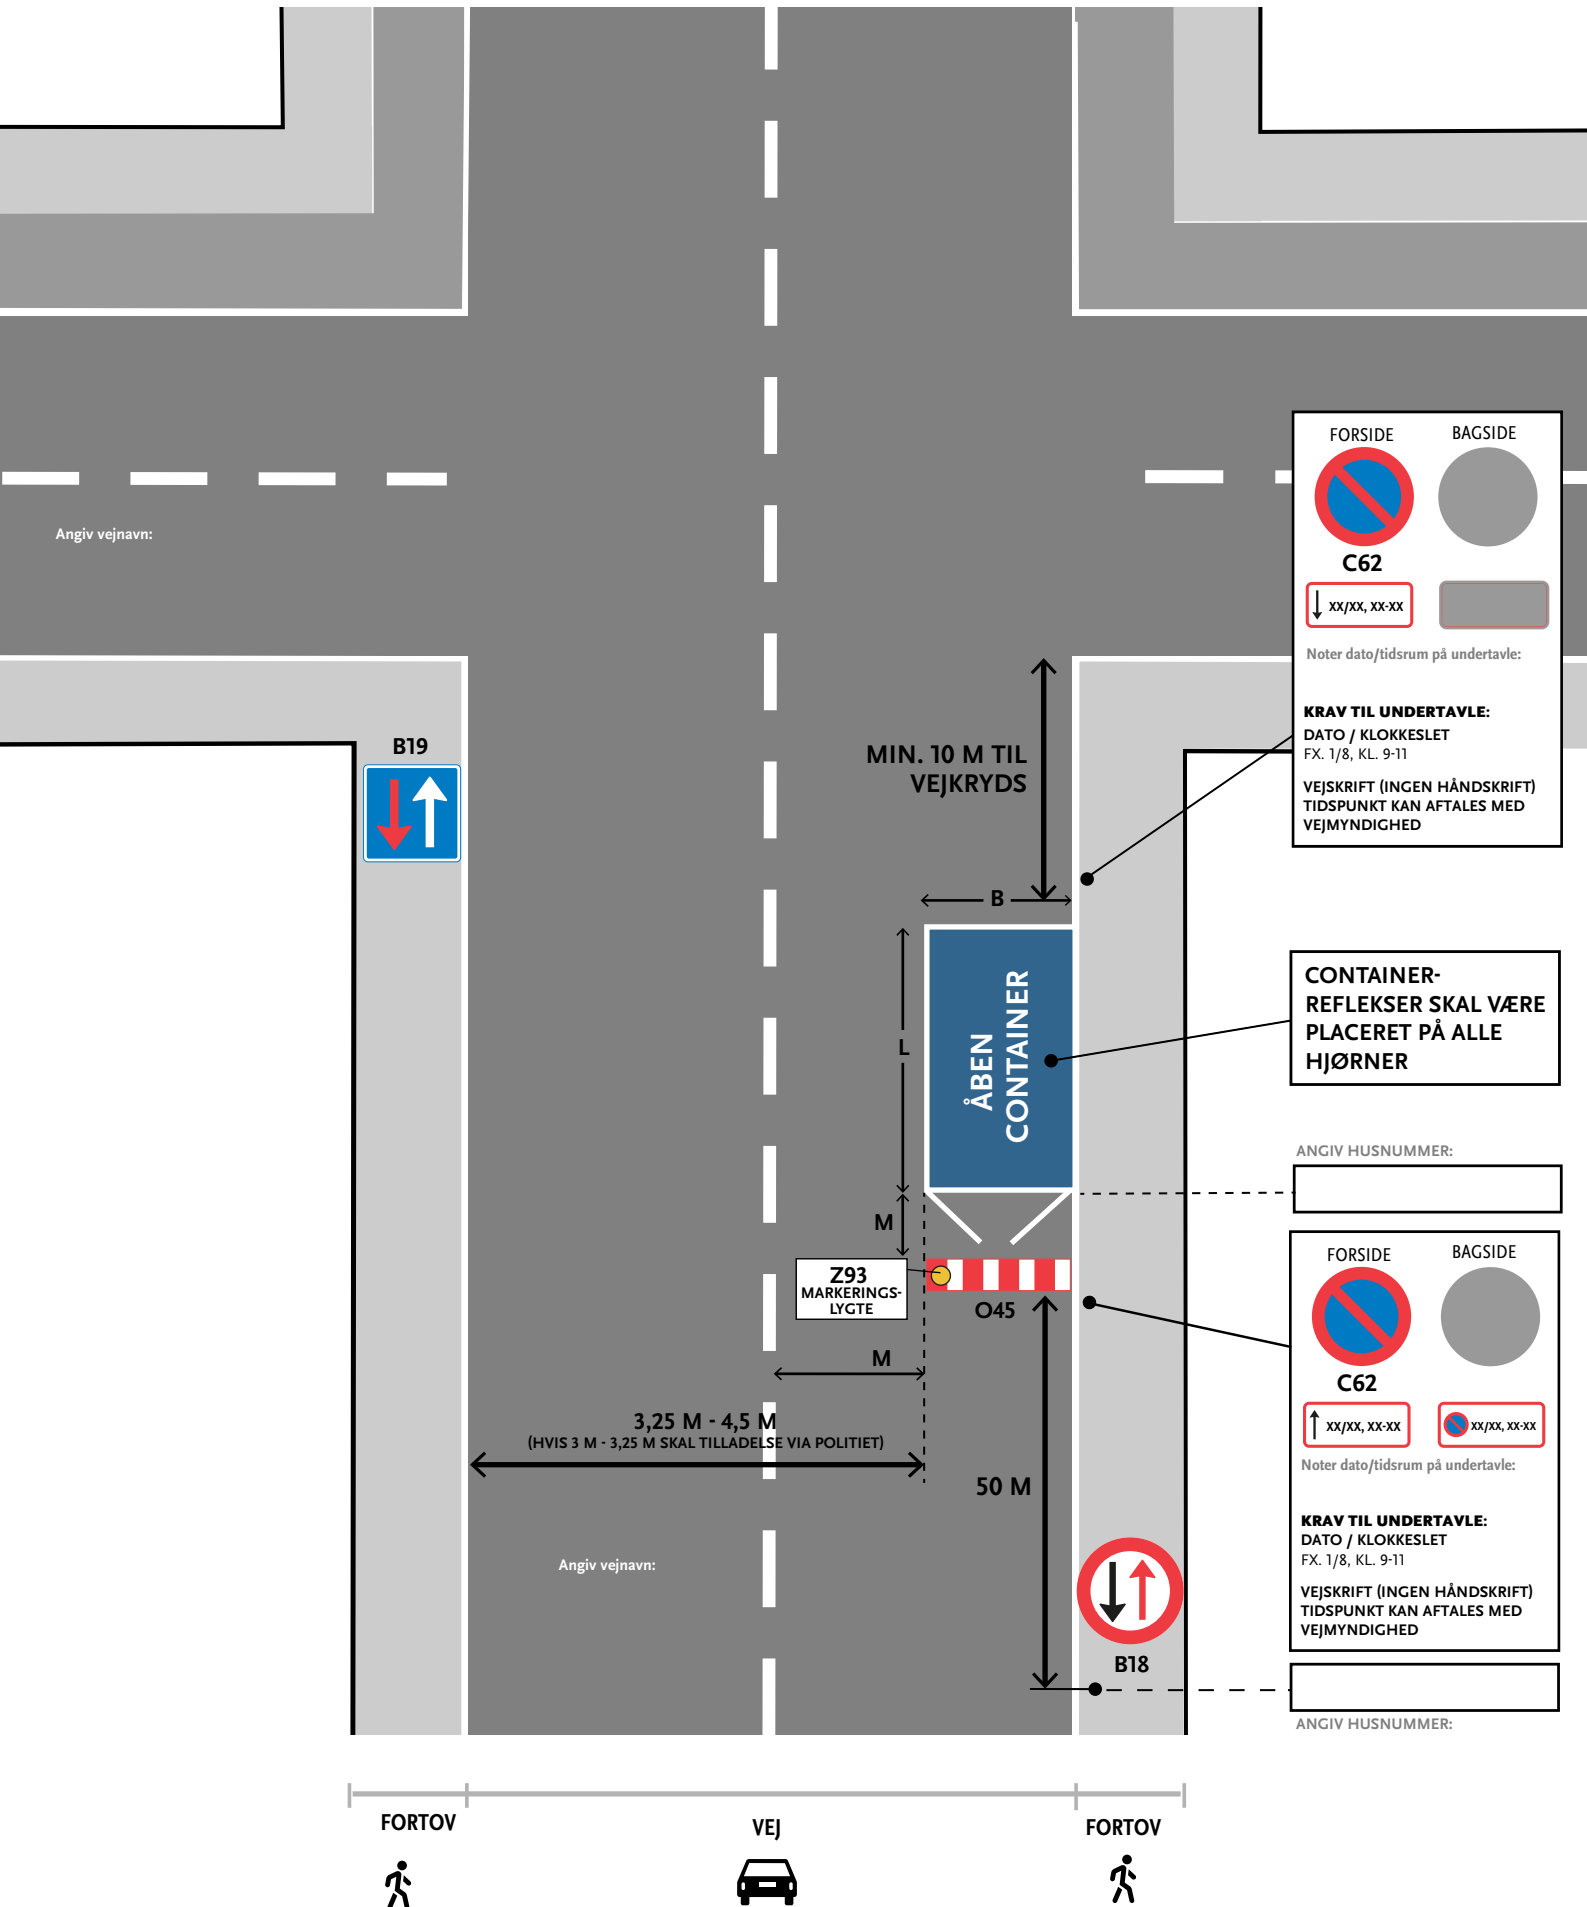 FORSIDE
BAGSIDE
C62
xx/xx, xx-xx
Noter dato/tidsrum på undertavle:
KRAV TIL UNDERTAVLE:
DATO / KLOKKESLET
FX. 1/8, KL. 9-11
VEJSKRIFT (INGEN HÅNDSKRIFT)
TIDSPUNKT KAN AFTALES MED
VEJMYNDIGHED
Angiv vejnavn:
B19
MIN. 10 M TIL
VEJKRYDS
B
L
ÅBEN
CONTAINER
CONTAINER-
REFLEKSER SKAL VÆRE
PLACERET PÅ ALLE
HJØRNER
ANGIV HUSNUMMER:
M
Z93
MARKERINGS-
LYGTE
O45
M
3,25 M - 4,5 M
(HVIS 3 M - 3,25 M SKAL TILLADELSE VIA POLITIET)
50 M
Angiv vejnavn:
B18
FORSIDE
BAGSIDE
C62
xx/xx, xx-xx
xx/xx, xx-xx
Noter dato/tidsrum på undertavle:
KRAV TIL UNDERTAVLE:
DATO / KLOKKESLET
FX. 1/8, KL. 9-11
VEJSKRIFT (INGEN HÅNDSKRIFT)
TIDSPUNKT KAN AFTALES MED
VEJMYNDIGHED
ANGIV HUSNUMMER:
FORTOV
VEJ
FORTOV